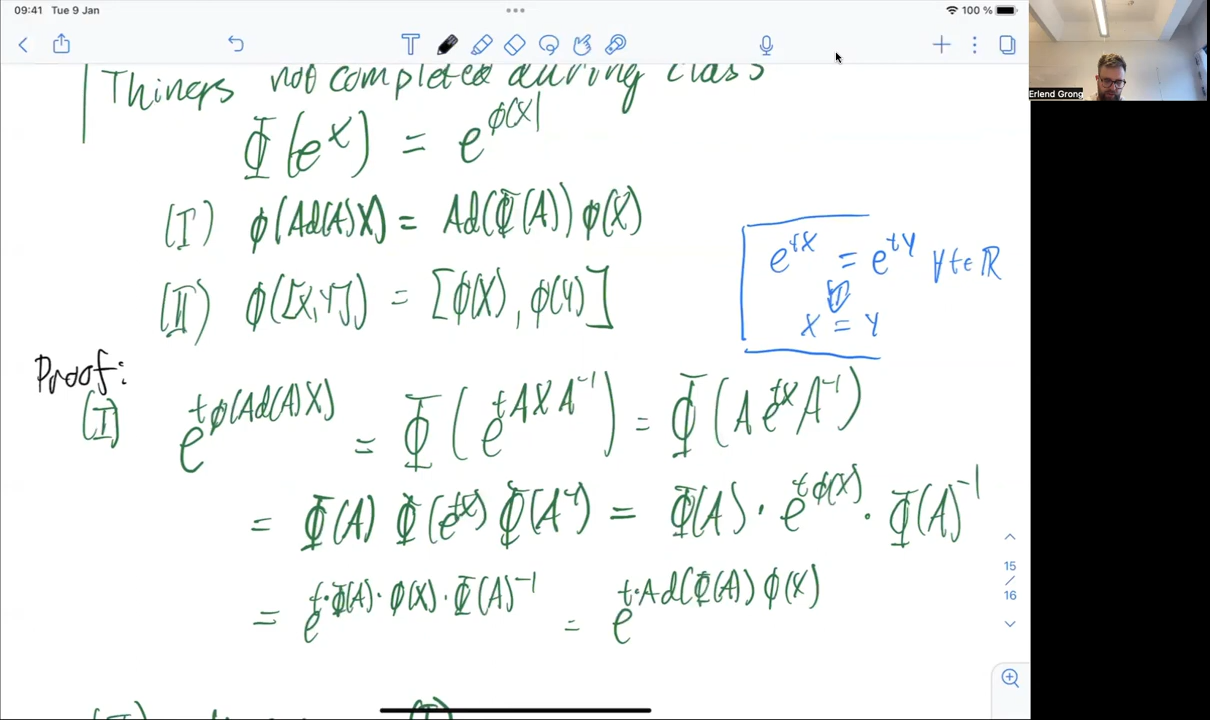 09:41 Tue 9 Jan
100 %
Erlend Grong
Things not completed during class
Φ(e^X) = e^{φ(X)}
(I) φ(Ad(A)X) = Ad(Φ(A)) φ(X)
(II) φ([X,Y]) = [φ(X), φ(Y)]
e^{tX} = e^{tY} ∀t∈ℝ
⇓
X = Y
Proof:
(I) e^{tφ(Ad(A)X)} = Φ(e^{tAXA^{-1}}) = Φ(A e^{tX} A^{-1})
= Φ(A) Φ(e^{tX}) Φ(A^{-1}) = Φ(A) · e^{tφ(X)} · Φ(A)^{-1}
= e^{t·Φ(A)·φ(X)·Φ(A)^{-1}} = e^{t·Ad(Φ(A)) φ(X)}
15
/
16